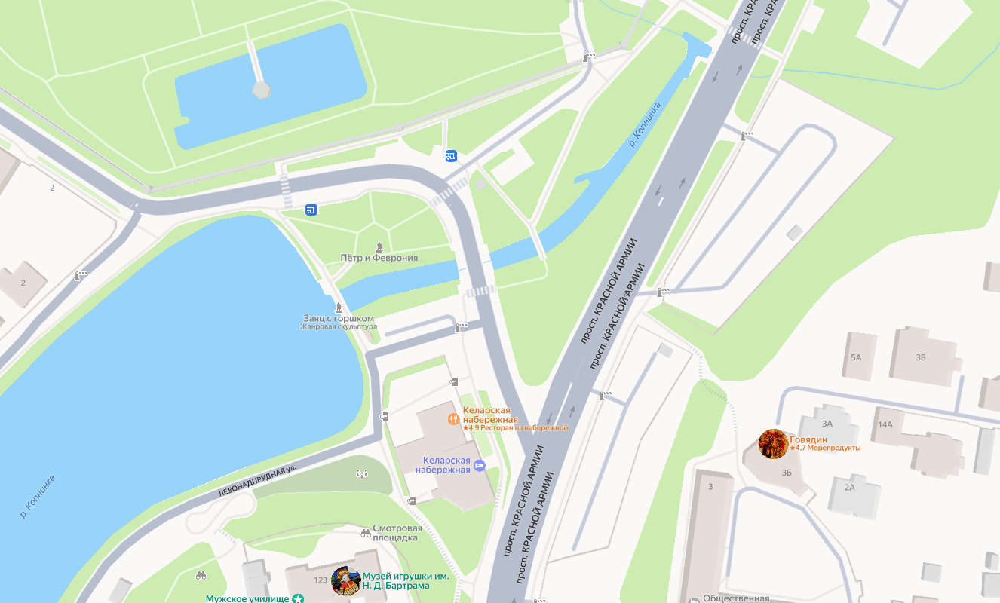 просп. КРАСНОЙ АРМИИ
просп. КРАСНОЙ АРМИИ
р. Копнинка
2
Пётр и Феврония
2
просп. КРАСНОЙ АРМИИ
просп. КРАСНОЙ АРМИИ
Заяц с горшком
Жанровая скульптура
5А
3Б
Келарская
набережная
★4,9 Ресторан на набережной
3А
14А
Говядин
★4,7 Морепродукты
Келарская
набережная
3Б
ЛЕВОНАДПРУДНАЯ ул.
3
2А
р. Копнинка
просп. КРАСНОЙ АРМИИ
просп. КРАСНОЙ АРМИИ
Смотровая
площадка
123
Музей игрушки им.
Н. Д. Бартрама
Мужское училище
Общественная